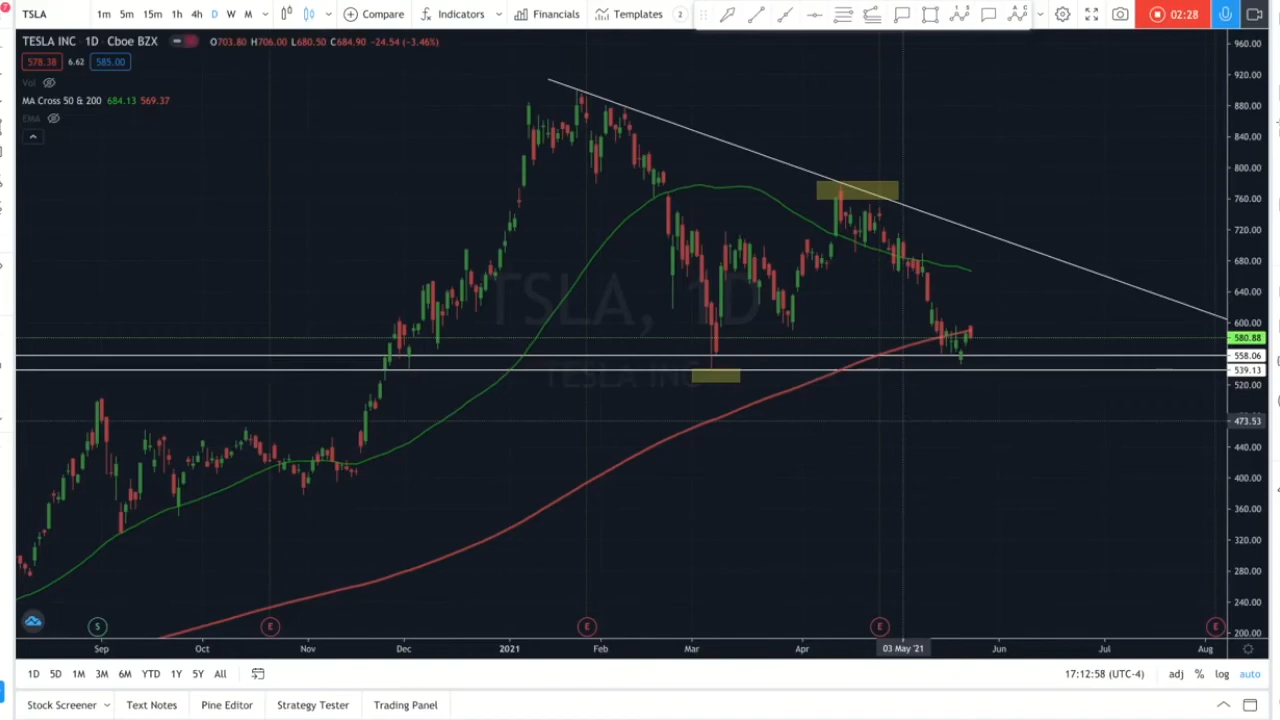 TSLA 1m 5m 15m 1h 4h D W M Compare Indicators Financials Templates 2 02:28
TESLA INC 1D Cboe BZX O703.80 H706.00 L680.50 C684.90 −24.54 (−3.46%)
578.38 6.62 585.00
Vol
MA Cross 50 & 200 684.13 569.37
EMA
TSLA, 1D
TESLA INC
960.00
920.00
880.00
840.00
800.00
760.00
720.00
680.00
640.00
600.00
580.88
558.06
539.13
520.00
473.53
440.00
400.00
360.00
320.00
280.00
240.00
200.00
S E E E E
Sep Oct Nov Dec 2021 Feb Mar Apr 03 May '21 Jun Jul Aug
1D 5D 1M 3M 6M YTD 1Y 5Y All 17:12:58 (UTC-4) adj % log auto
Stock Screener Text Notes Pine Editor Strategy Tester Trading Panel